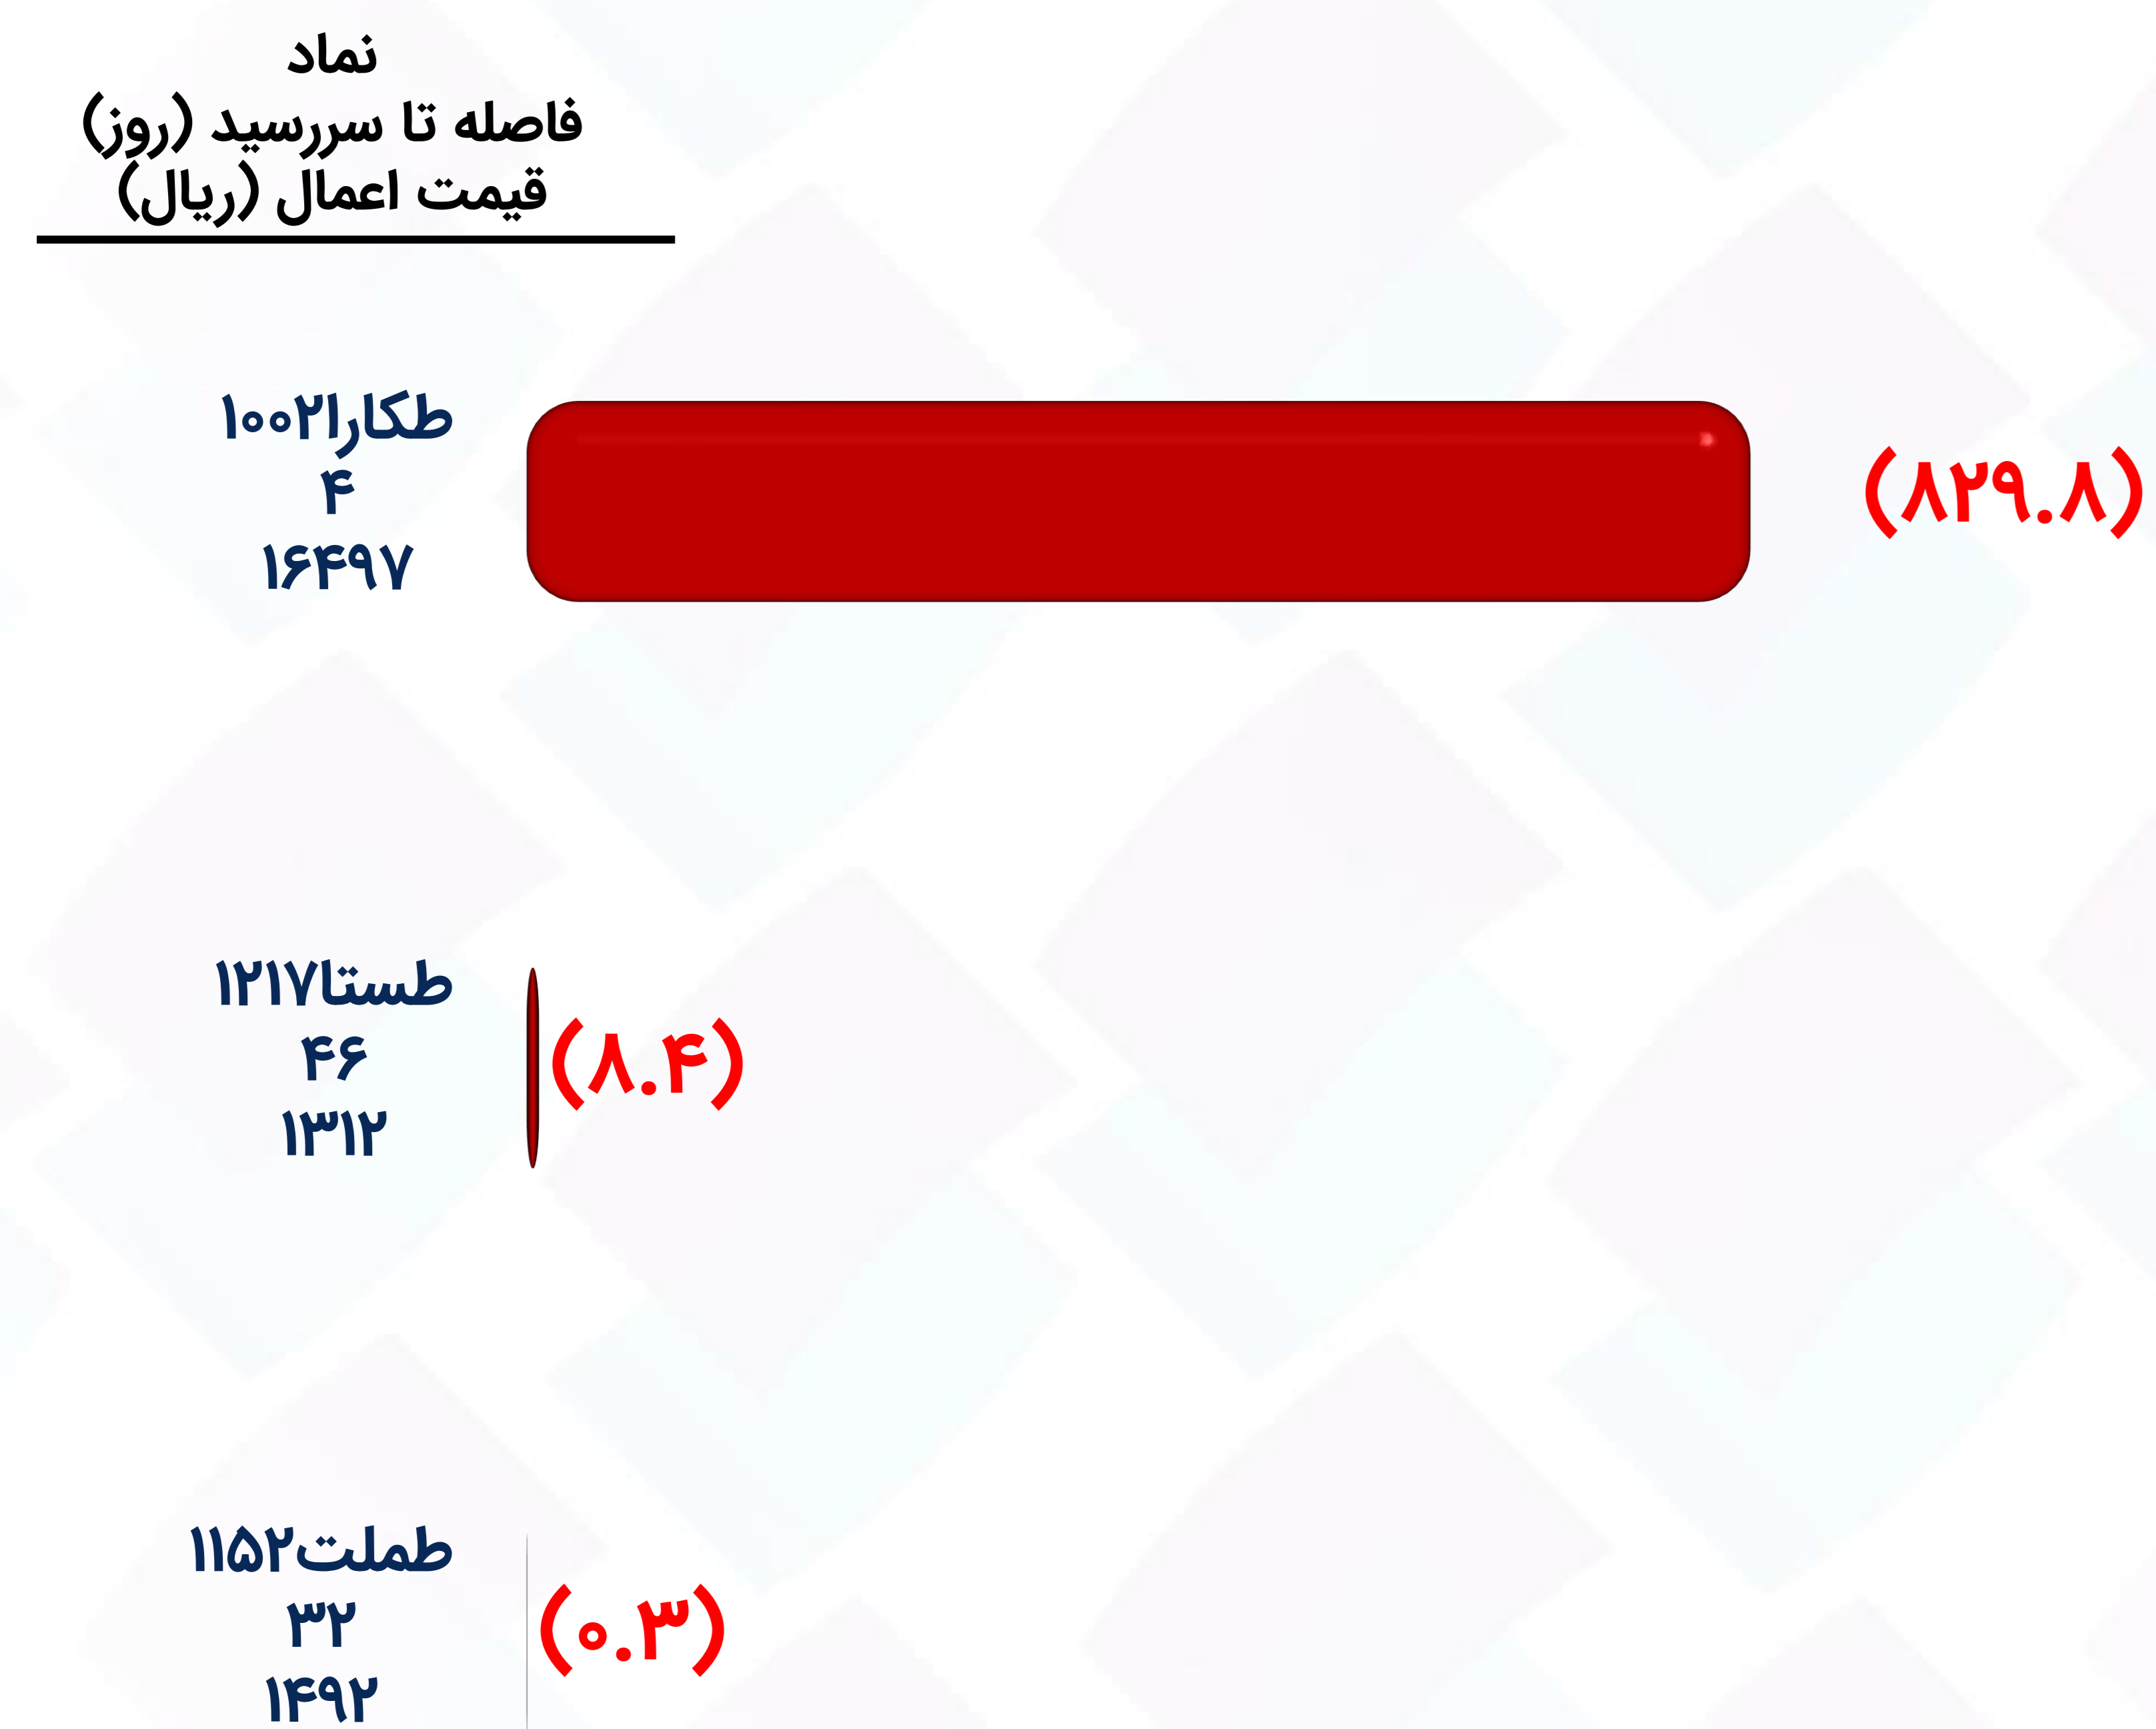 نماد
فاصله تا سررسید (روز)
قیمت اعمال (ریال)
طکار۱۰۰۲۱
۴
۱۶۴۹۷
(۸۲۹.۸)
طستا۱۲۱۷
۴۶
۱۳۱۲
(۸.۴)
طملت۱۱۵۲
۳۲
۱۴۹۲
(۰.۳)